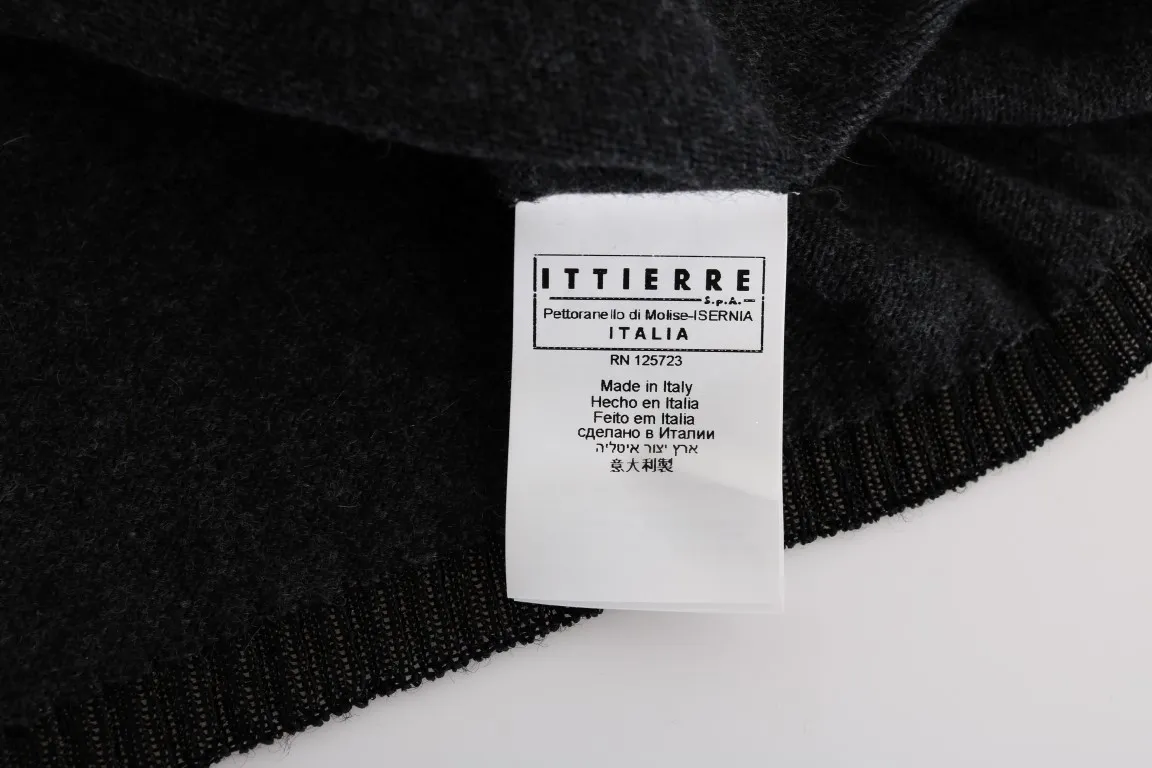 ITTIERRE
S.p.A.
Pettoranello di Molise-ISERNIA
ITALIA
RN 125723
Made in Italy
Hecho en Italia
Feito em Italia
сделано в Италии
ארץ יצור איטליה
意大利製